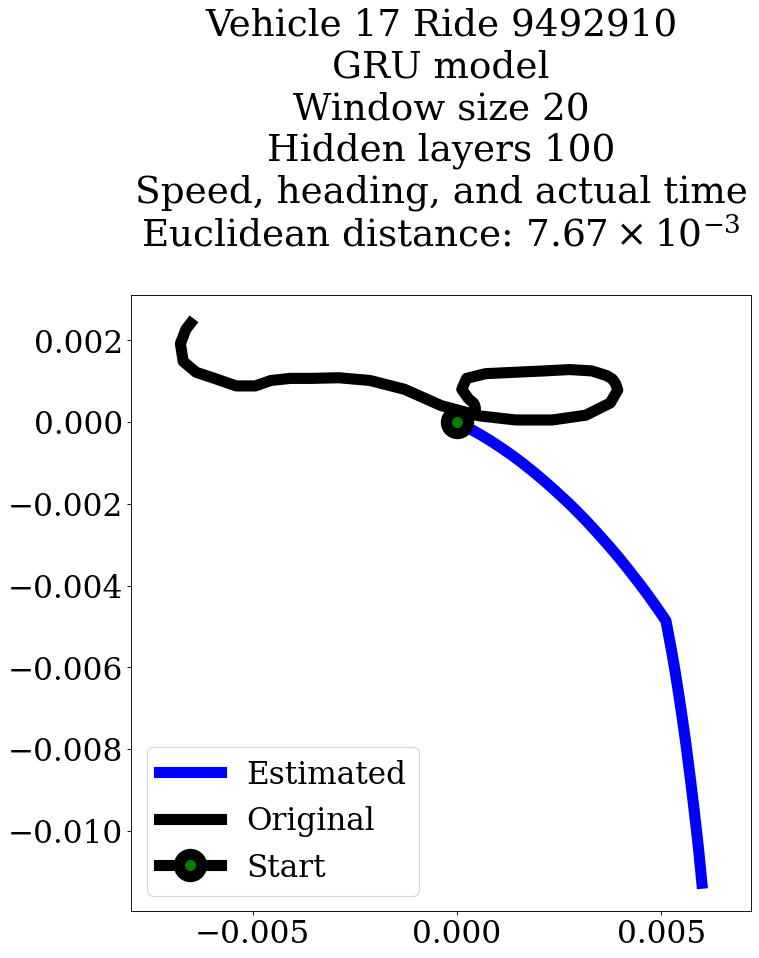 Vehicle 17 Ride 9492910
GRU model
Window size 20
Hidden layers 100
Speed, heading, and actual time
Euclidean distance: 7.67 × 10⁻³
0.002
0.000
−0.002
−0.004
−0.006
−0.008
−0.010
Estimated
Original
Start
−0.005
0.000
0.005